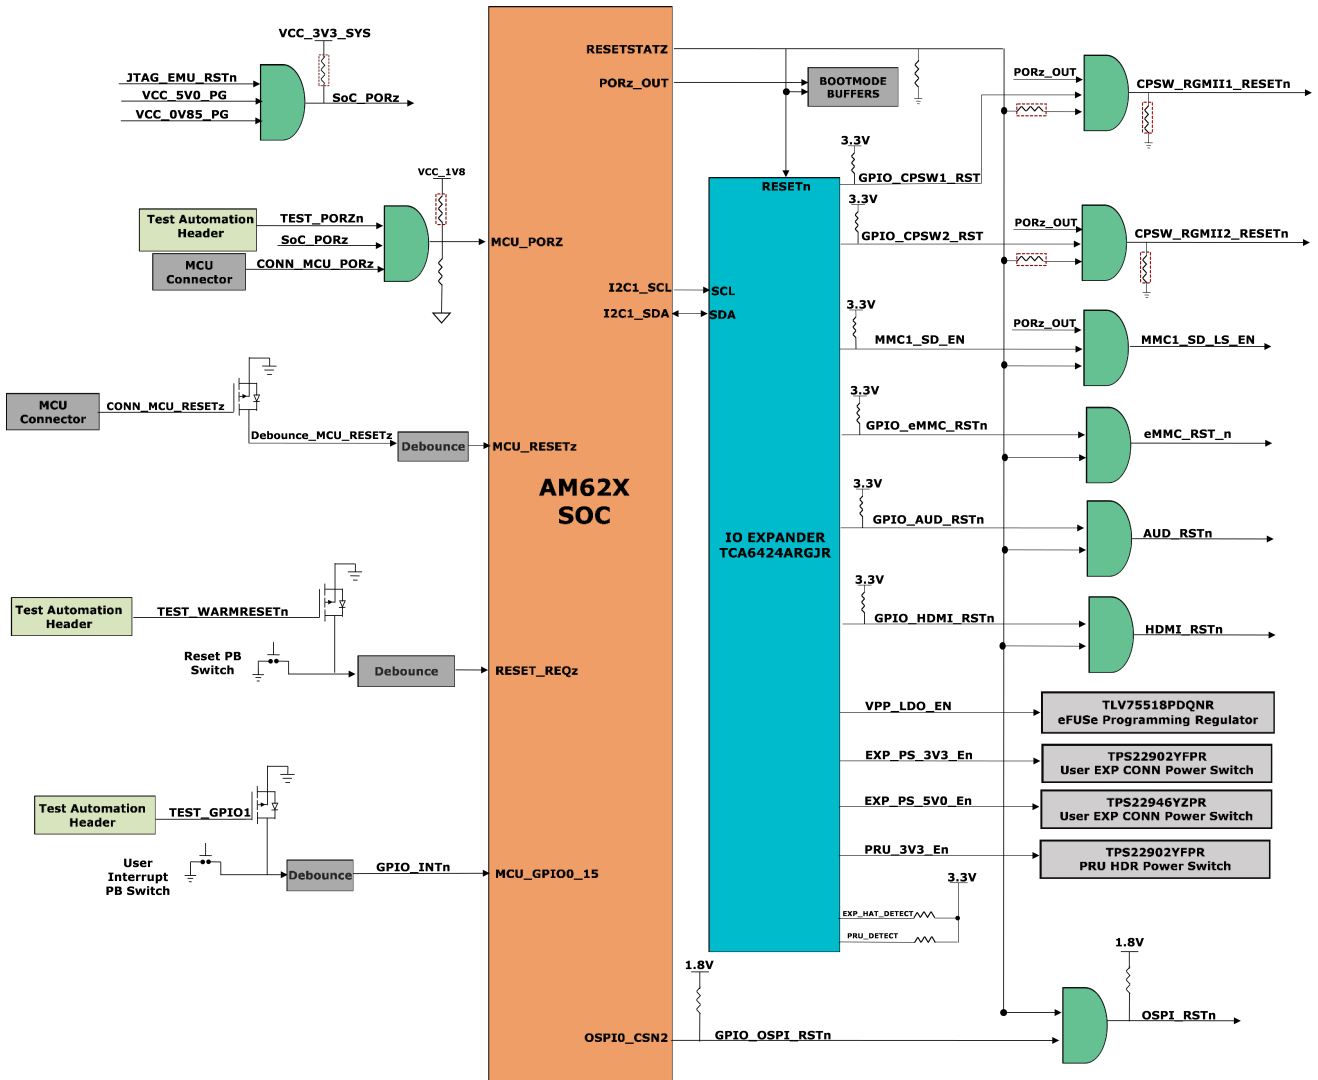 VCC_3V3_SYS
JTAG_EMU_RSTn
VCC_5V0_PG
VCC_0V85_PG
SoC_PORz
VCC_1V8
Test Automation
Header
TEST_PORZn
SoC_PORz
MCU
Connector
CONN_MCU_PORz
MCU_PORZ
MCU
Connector
CONN_MCU_RESETz
Debounce_MCU_RESETz
Debounce
MCU_RESETz
Test Automation
Header
TEST_WARMRESETn
Reset PB
Switch
Debounce
RESET_REQz
Test Automation
Header
TEST_GPIO1
User
Interrupt
PB Switch
Debounce
GPIO_INTn
MCU_GPIO0_15
AM62X
SOC
RESETSTATZ
PORz_OUT
I2C1_SCL
I2C1_SDA
OSPI0_CSN2
BOOTMODE
BUFFERS
RESETn
SCL
SDA
IO EXPANDER
TCA6424ARGJR
3.3V
GPIO_CPSW1_RST
3.3V
GPIO_CPSW2_RST
3.3V
MMC1_SD_EN
3.3V
GPIO_eMMC_RSTn
3.3V
GPIO_AUD_RSTn
3.3V
GPIO_HDMI_RSTn
VPP_LDO_EN
EXP_PS_3V3_En
EXP_PS_5V0_En
PRU_3V3_En
3.3V
EXP_HAT_DETECT
PRU_DETECT
1.8V
GPIO_OSPI_RSTn
PORz_OUT
CPSW_RGMII1_RESETn
PORz_OUT
CPSW_RGMII2_RESETn
PORz_OUT
MMC1_SD_LS_EN
eMMC_RST_n
AUD_RSTn
HDMI_RSTn
TLV75518PDQNR
eFUSe Programming Regulator
TPS22902YFPR
User EXP CONN Power Switch
TPS22946YZPR
User EXP CONN Power Switch
TPS22902YFPR
PRU HDR Power Switch
1.8V
OSPI_RSTn